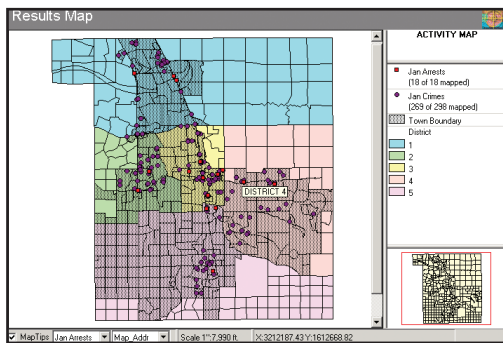 Results Map
ACTIVITY MAP
Jan Arrests
(18 of 18 mapped)
Jan Crimes
(269 of 298 mapped)
Town Boundary
District
1
2
3
4
5
DISTRICT 4
MapTips Jan Arrests Map_Addr Scale 1":7,990 ft. X:3212187.43 Y:1612668.82